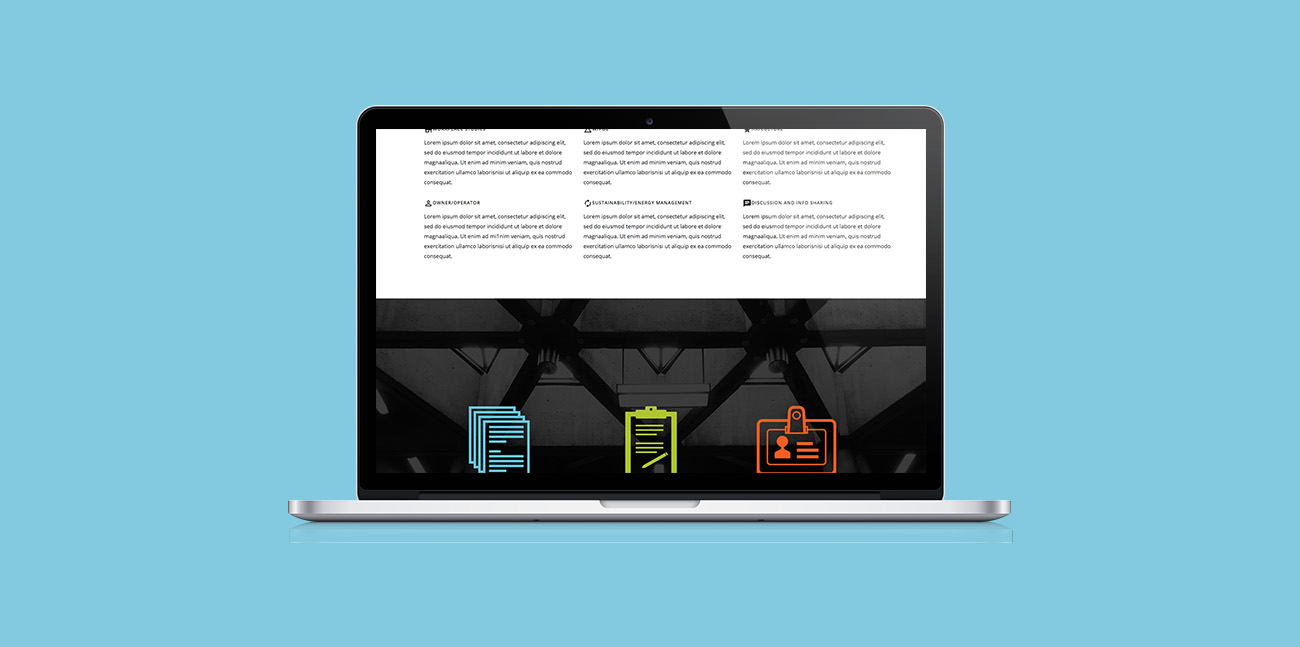 WORKPLACE STUDIES
Lorem ipsum dolor sit amet, consectetur adipiscing elit,
sed do eiusmod tempor incididunt ut labore et dolore
magnaaliqua. Ut enim ad minim veniam, quis nostrud
exercitation ullamco laborisnisi ut aliquip ex ea commodo
consequat.
Lorem ipsum dolor sit amet, consectetur adipiscing elit,
sed do eiusmod tempor incididunt ut labore et dolore
magnaaliqua. Ut enim ad minim veniam, quis nostrud
exercitation ullamco laborisnisi ut aliquip ex ea commodo
consequat.
Lorem ipsum dolor sit amet, consectetur adipiscing elit,
sed do eiusmod tempor incididunt ut labore et dolore
magnaaliqua. Ut enim ad minim veniam, quis nostrud
exercitation ullamco laborisnisi ut aliquip ex ea commodo
consequat.
OWNER/OPERATOR
Lorem ipsum dolor sit amet, consectetur adipiscing elit,
sed do eiusmod tempor incididunt ut labore et dolore
magnaaliqua. Ut enim ad mi1nim veniam, quis nostrud
exercitation ullamco laborisnisi ut aliquip ex ea commodo
consequat.
SUSTAINABILITY/ENERGY MANAGEMENT
Lorem ipsum dolor sit amet, consectetur adipiscing elit,
sed do eiusmod tempor incididunt ut labore et dolore
magnaaliqua. Ut enim ad minim veniam, quis nostrud
exercitation ullamco laborisnisi ut aliquip ex ea commodo
consequat.
DISCUSSION AND INFO SHARING
Lorem ipsum dolor sit amet, consectetur adipiscing elit,
sed do eiusmod tempor incididunt ut labore et dolore
magnaaliqua. Ut enim ad minim veniam, quis nostrud
exercitation ullamco laborisnisi ut aliquip ex ea commodo
consequat.